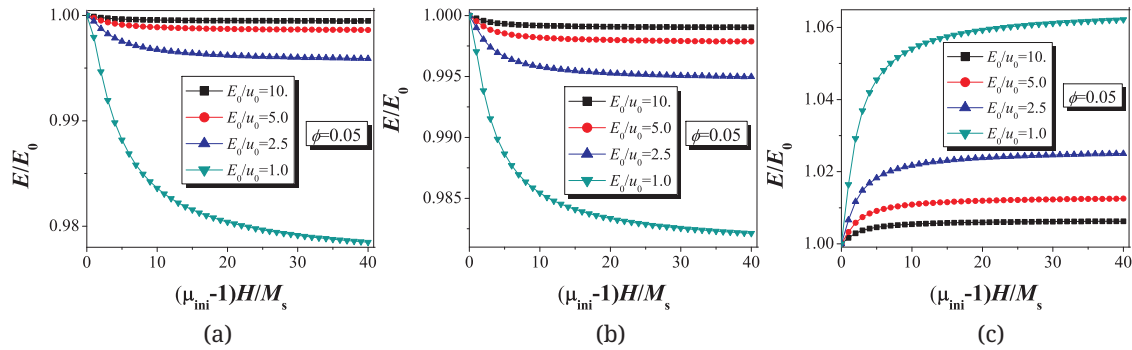 1.00
0.99
0.98
E/E₀
E₀/u₀=10.
E₀/u₀=5.0
E₀/u₀=2.5
E₀/u₀=1.0
ϕ=0.05
0 10 20 30 40
(μᵢₙᵢ-1)H/Mₛ
(a)
1.000
0.995
0.990
0.985
E/E₀
E₀/u₀=10.
E₀/u₀=5.0
E₀/u₀=2.5
E₀/u₀=1.0
ϕ=0.05
0 10 20 30 40
(μᵢₙᵢ-1)H/Mₛ
(b)
1.06
1.04
1.02
1.00
E/E₀
E₀/u₀=10.
E₀/u₀=5.0
E₀/u₀=2.5
E₀/u₀=1.0
ϕ=0.05
0 10 20 30 40
(μᵢₙᵢ-1)H/Mₛ
(c)